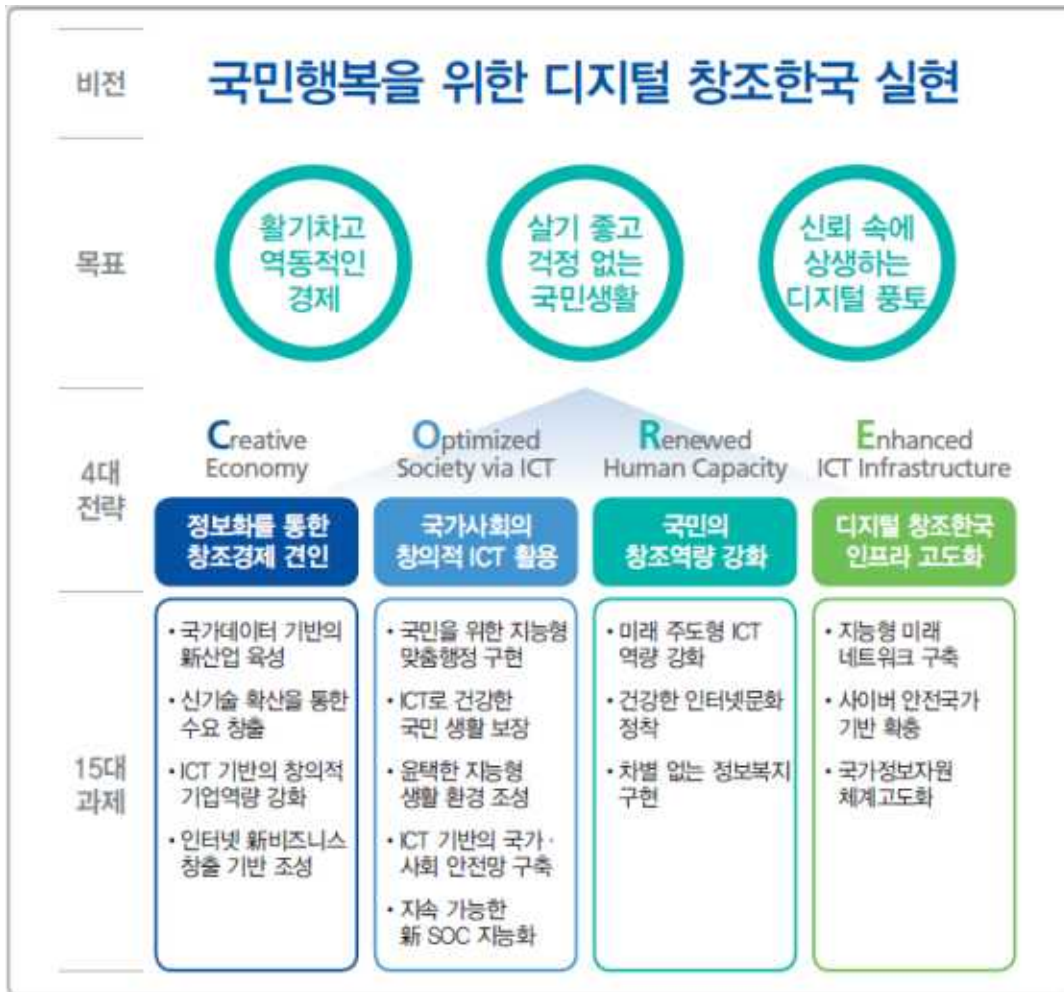 비전
국민행복을 위한 디지털 창조한국 실현
목표
활기차고
역동적인
경제
살기 좋고
걱정 없는
국민생활
신뢰 속에
상생하는
디지털 풍토
4대
전략
Creative
Economy
정보화를 통한
창조경제 견인
Optimized
Society via ICT
국가사회의
창의적 ICT 활용
Renewed
Human Capacity
국민의
창조역량 강화
Enhanced
ICT Infrastructure
디지털 창조한국
인프라 고도화
15대
과제
• 국가데이터 기반의
新산업 육성
• 신기술 확산을 통한
수요 창출
• ICT 기반의 창의적
기업역량 강화
• 인터넷 新비즈니스
창출 기반 조성
• 국민을 위한 지능형
맞춤행정 구현
• ICT로 건강한
국민 생활 보장
• 윤택한 지능형
생활 환경 조성
• ICT 기반의 국가·
사회 안전망 구축
• 지속 가능한
新 SOC 지능화
• 미래 주도형 ICT
역량 강화
• 건강한 인터넷문화
정착
• 차별 없는 정보복지
구현
• 지능형 미래
네트워크 구축
• 사이버 안전국가
기반 확충
• 국가정보자원
체계고도화